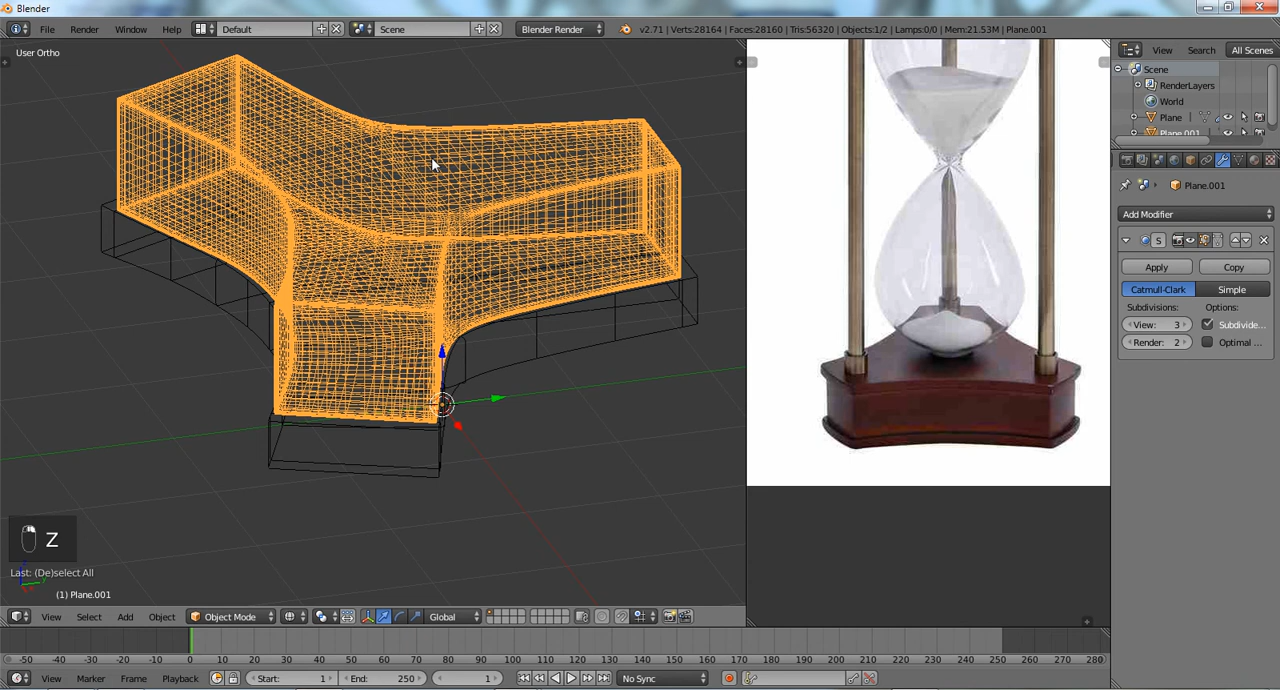 Blender
File Render Window Help Default Scene Blender Render v2.71 | Verts:28164 | Faces:28160 | Tris:56320 | Objects:1/2 | Lamps:0/0 | Mem:21.53M | Plane.001
User Ortho
View Search All Scenes
Scene
RenderLayers
World
Plane
Plane.001
Plane.001
Add Modifier
S
Apply Copy
Catmull-Clark Simple
Subdivisions: Options:
View: 3 Subdivide...
Render: 2 Optimal ...
Z
Last: (De)select All
(1) Plane.001
View Select Add Object Object Mode Global
-50 -40 -30 -20 -10 0 10 20 30 40 50 60 70 80 90 100 110 120 130 140 150 160 170 180 190 200 210 220 230 240 250 260 270 280
View Marker Frame Playback Start: 1 End: 250 1 No Sync